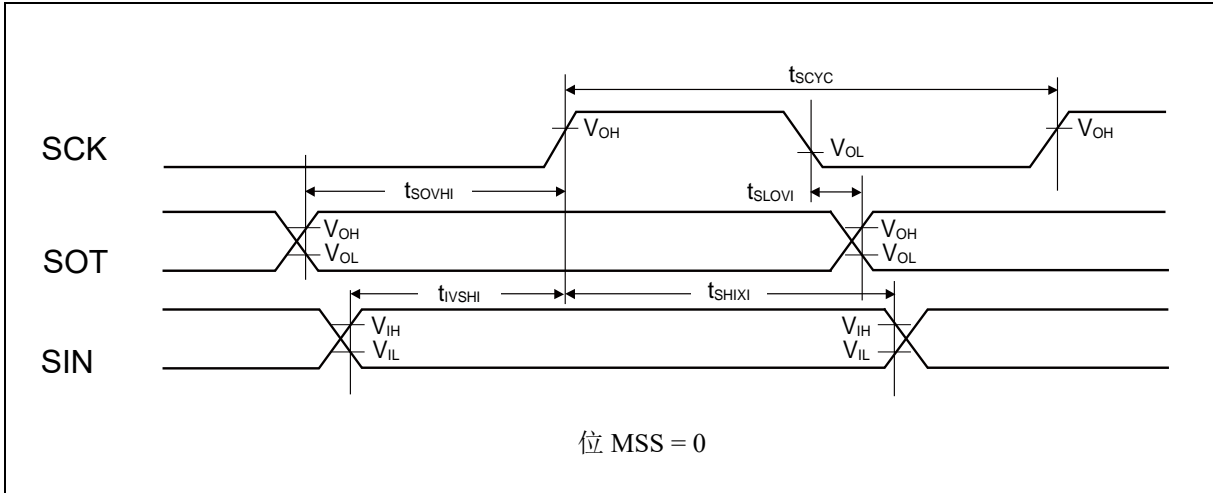 tSCYC
SCK
VOH
VOL
VOH
tSOVHI
tSLOVI
SOT
VOH
VOL
VOH
VOL
tIVSHI
tSHIXI
SIN
VIH
VIL
VIH
VIL
位 MSS = 0